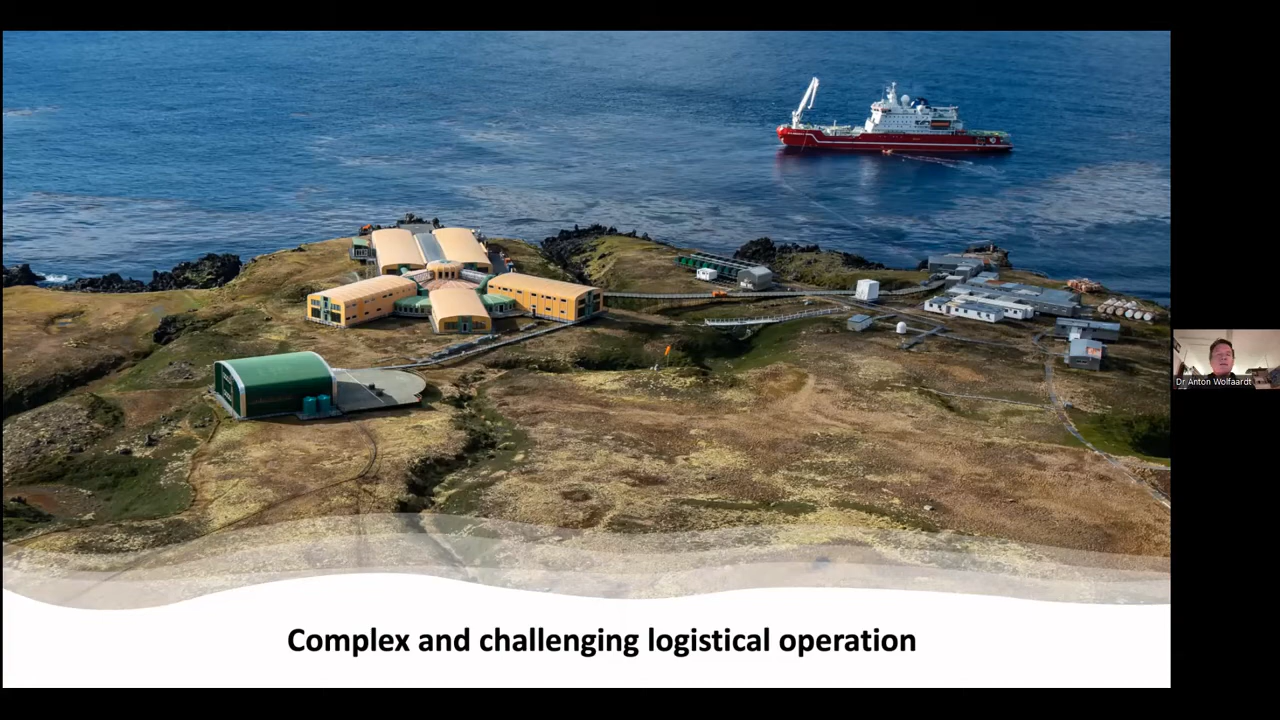 Dr Anton Wolfaardt
Complex and challenging logistical operation